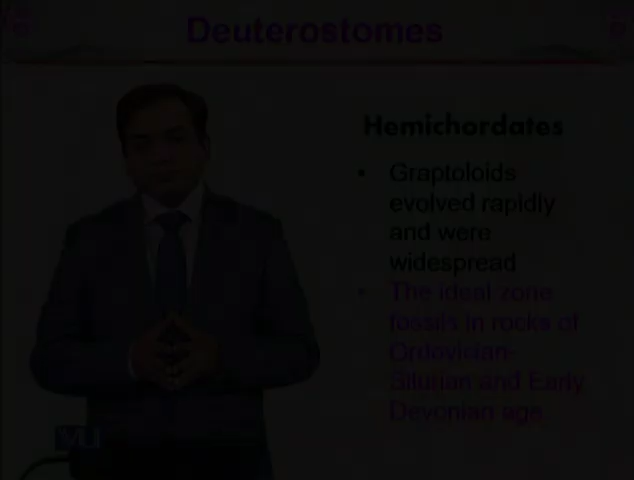 Deuterostomes
Hemichordates
• Graptoloids
evolved rapidly
and were
widespread
• The ideal zone
fossils in rocks of
Ordovician-
Silurian and Early
Devonian age
VU